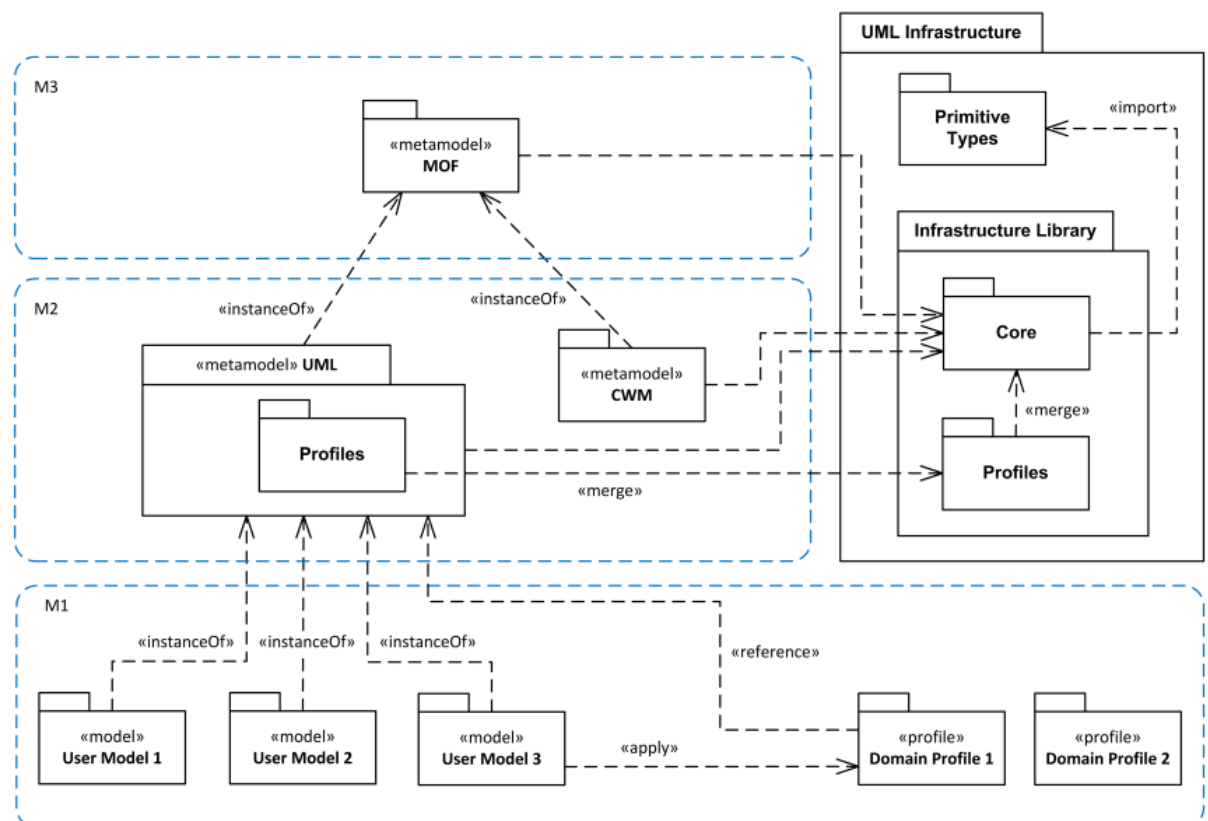 UML Infrastructure
M3
Primitive
Types
«import»
«metamodel»
MOF
Infrastructure Library
M2
«instanceOf»
«instanceOf»
Core
«metamodel» UML
«metamodel»
CWM
«merge»
Profiles
«merge»
Profiles
M1
«instanceOf»
«instanceOf»
«instanceOf»
«reference»
«model»
User Model 1
«model»
User Model 2
«model»
User Model 3
«apply»
«profile»
Domain Profile 1
«profile»
Domain Profile 2